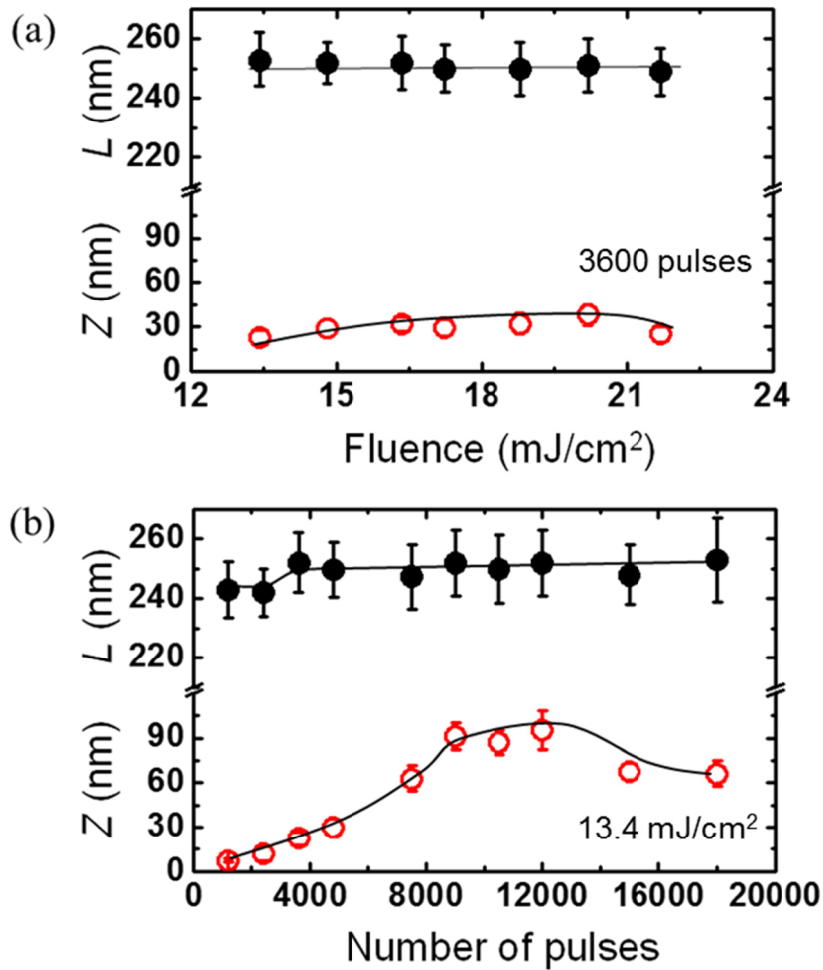 (a)
260
240
220
L (nm)
90
60
30
0
Z (nm)
3600 pulses
12 15 18 21 24
Fluence (mJ/cm²)
(b)
260
240
220
L (nm)
90
60
30
0
Z (nm)
13.4 mJ/cm²
0 4000 8000 12000 16000 20000
Number of pulses